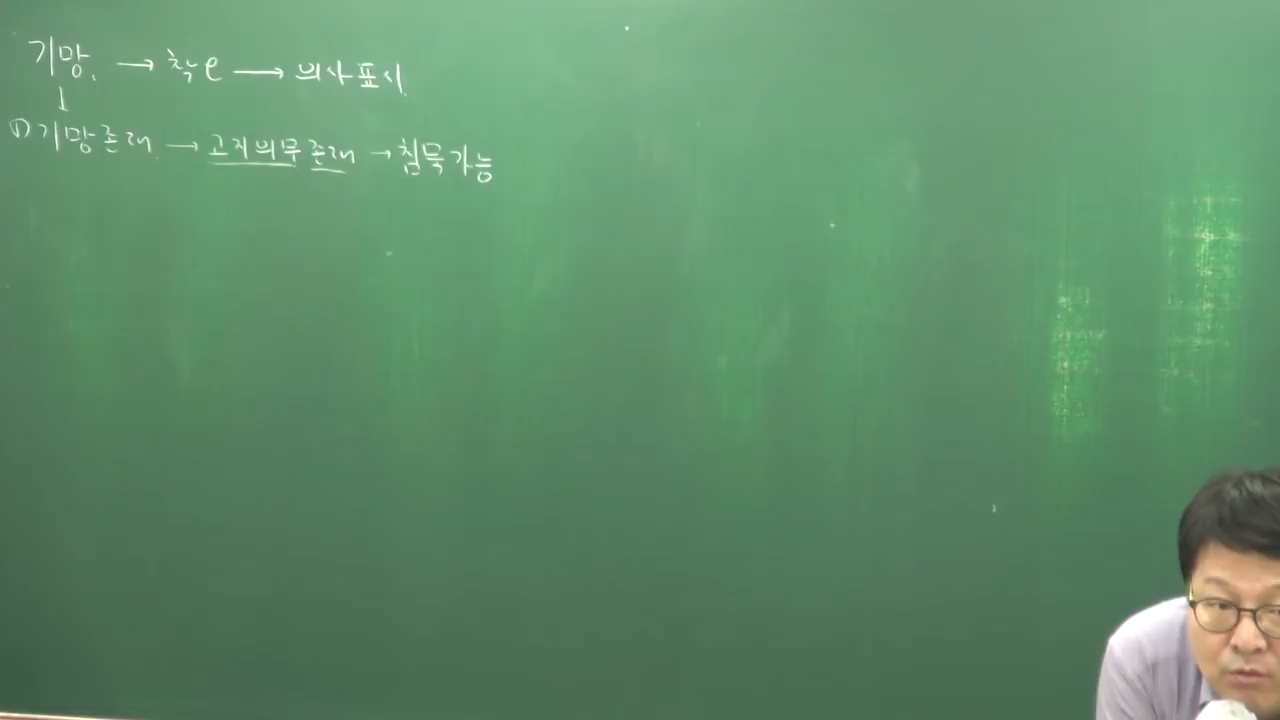 기망. → 착e → 의사표시
↓
① 기망존재. → 고지의무 존재 → 침묵가능